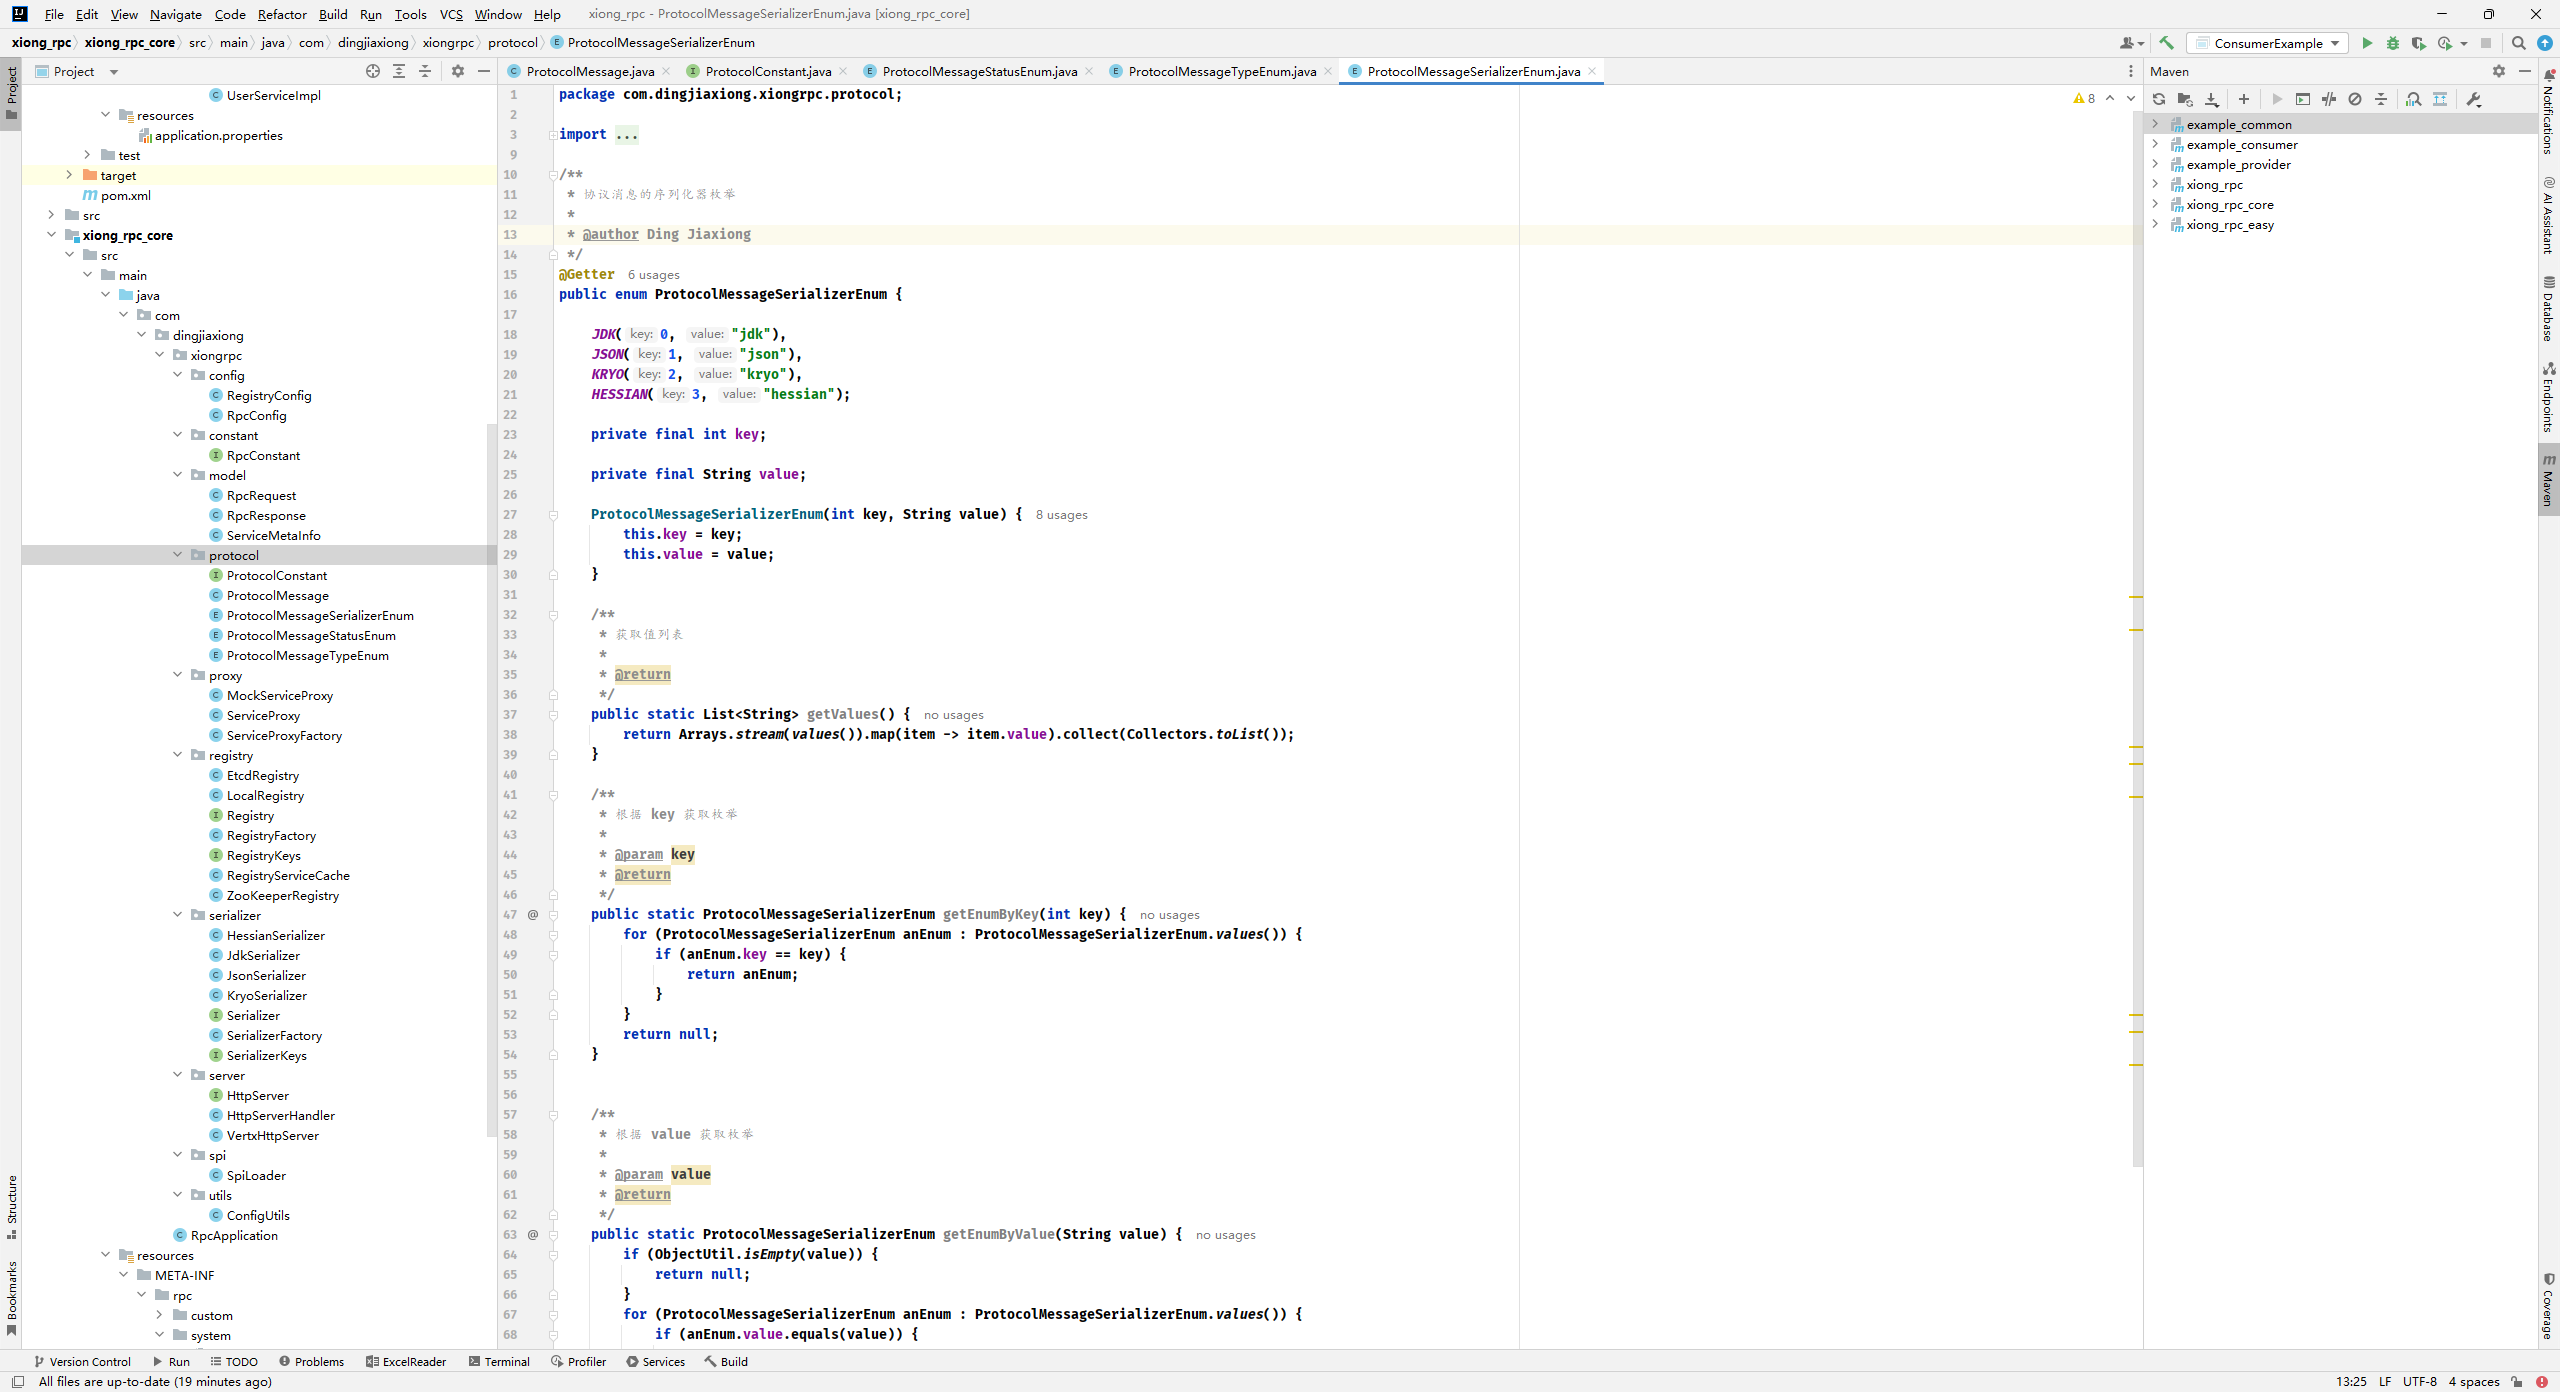 File Edit View Navigate Code Refactor Build Run Tools VCS Window Help xiong_rpc - ProtocolMessageSerializerEnum.java [xiong_rpc_core]
xiong_rpc xiong_rpc_core src main java com dingjiaxiong xiongrpc protocol ProtocolMessageSerializerEnum ConsumerExample
Project
ProtocolMessage.java ProtocolConstant.java ProtocolMessageStatusEnum.java ProtocolMessageTypeEnum.java ProtocolMessageSerializerEnum.java
Maven
Project
Structure
Bookmarks
UserServiceImpl
resources
application.properties
test
target
pom.xml
src
xiong_rpc_core
src
main
java
com
dingjiaxiong
xiongrpc
config
RegistryConfig
RpcConfig
constant
RpcConstant
model
RpcRequest
RpcResponse
ServiceMetaInfo
protocol
ProtocolConstant
ProtocolMessage
ProtocolMessageSerializerEnum
ProtocolMessageStatusEnum
ProtocolMessageTypeEnum
proxy
MockServiceProxy
ServiceProxy
ServiceProxyFactory
registry
EtcdRegistry
LocalRegistry
Registry
RegistryFactory
RegistryKeys
RegistryServiceCache
ZooKeeperRegistry
serializer
HessianSerializer
JdkSerializer
JsonSerializer
KryoSerializer
Serializer
SerializerFactory
SerializerKeys
server
HttpServer
HttpServerHandler
VertxHttpServer
spi
SpiLoader
utils
ConfigUtils
RpcApplication
resources
META-INF
rpc
custom
system
1 package com.dingjiaxiong.xiongrpc.protocol;
2
3 import ...
9
10 /**
11 * 协议消息的序列化器枚举
12 *
13 * @author Ding Jiaxiong
14 */
15 @Getter 6 usages
16 public enum ProtocolMessageSerializerEnum {
17
18 JDK( key: 0, value: "jdk"),
19 JSON( key: 1, value: "json"),
20 KRYO( key: 2, value: "kryo"),
21 HESSIAN( key: 3, value: "hessian");
22
23 private final int key;
24
25 private final String value;
26
27 ProtocolMessageSerializerEnum(int key, String value) { 8 usages
28 this.key = key;
29 this.value = value;
30 }
31
32 /**
33 * 获取值列表
34 *
35 * @return
36 */
37 public static List<String> getValues() { no usages
38 return Arrays.stream(values()).map(item -> item.value).collect(Collectors.toList());
39 }
40
41 /**
42 * 根据 key 获取枚举
43 *
44 * @param key
45 * @return
46 */
47 @ public static ProtocolMessageSerializerEnum getEnumByKey(int key) { no usages
48 for (ProtocolMessageSerializerEnum anEnum : ProtocolMessageSerializerEnum.values()) {
49 if (anEnum.key == key) {
50 return anEnum;
51 }
52 }
53 return null;
54 }
55
56
57 /**
58 * 根据 value 获取枚举
59 *
60 * @param value
61 * @return
62 */
63 @ public static ProtocolMessageSerializerEnum getEnumByValue(String value) { no usages
64 if (ObjectUtil.isEmpty(value)) {
65 return null;
66 }
67 for (ProtocolMessageSerializerEnum anEnum : ProtocolMessageSerializerEnum.values()) {
68 if (anEnum.value.equals(value)) {
8
example_common
example_consumer
example_provider
xiong_rpc
xiong_rpc_core
xiong_rpc_easy
Notifications
AI Assistant
Database
Endpoints
Maven
Coverage
Version Control Run TODO Problems ExcelReader Terminal Profiler Services Build
All files are up-to-date (19 minutes ago) 13:25 LF UTF-8 4 spaces